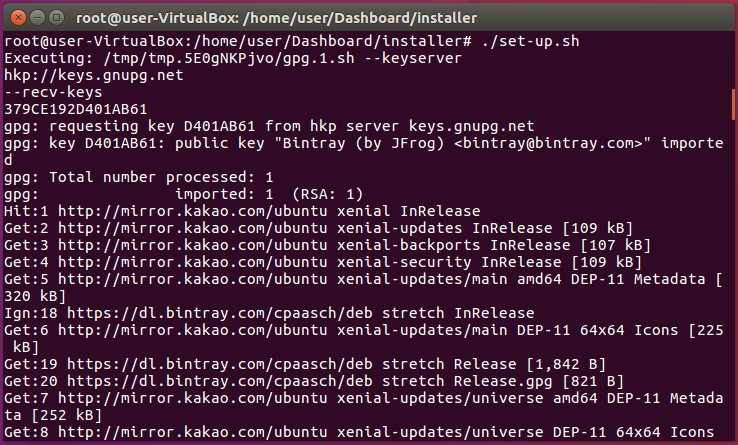 root@user-VirtualBox: /home/user/Dashboard/installer
root@user-VirtualBox:/home/user/Dashboard/installer# ./set-up.sh
Executing: /tmp/tmp.5E0gNKPjvo/gpg.1.sh --keyserver
hkp://keys.gnupg.net
--recv-keys
379CE192D401AB61
gpg: requesting key D401AB61 from hkp server keys.gnupg.net
gpg: key D401AB61: public key "Bintray (by JFrog) <bintray@bintray.com>" importe
d
gpg: Total number processed: 1
gpg:               imported: 1  (RSA: 1)
Hit:1 http://mirror.kakao.com/ubuntu xenial InRelease
Get:2 http://mirror.kakao.com/ubuntu xenial-updates InRelease [109 kB]
Get:3 http://mirror.kakao.com/ubuntu xenial-backports InRelease [107 kB]
Get:4 http://mirror.kakao.com/ubuntu xenial-security InRelease [109 kB]
Get:5 http://mirror.kakao.com/ubuntu xenial-updates/main amd64 DEP-11 Metadata [
320 kB]
Ign:18 https://dl.bintray.com/cpaasch/deb stretch InRelease
Get:6 http://mirror.kakao.com/ubuntu xenial-updates/main DEP-11 64x64 Icons [225
 kB]
Get:19 https://dl.bintray.com/cpaasch/deb stretch Release [1,842 B]
Get:20 https://dl.bintray.com/cpaasch/deb stretch Release.gpg [821 B]
Get:7 http://mirror.kakao.com/ubuntu xenial-updates/universe amd64 DEP-11 Metada
ta [252 kB]
Get:8 http://mirror.kakao.com/ubuntu xenial-updates/universe DEP-11 64x64 Icons